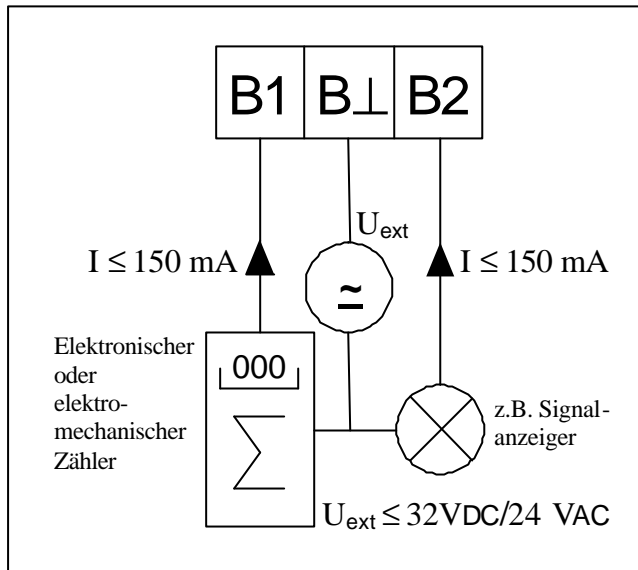 B1 B⊥ B2
U_ext
I ≤ 150 mA
I ≤ 150 mA
~
Elektronischer
oder
elektro-
mechanischer
Zähler
000
∑
z.B. Signal-
anzeiger
U_ext ≤ 32VDC/24 VAC